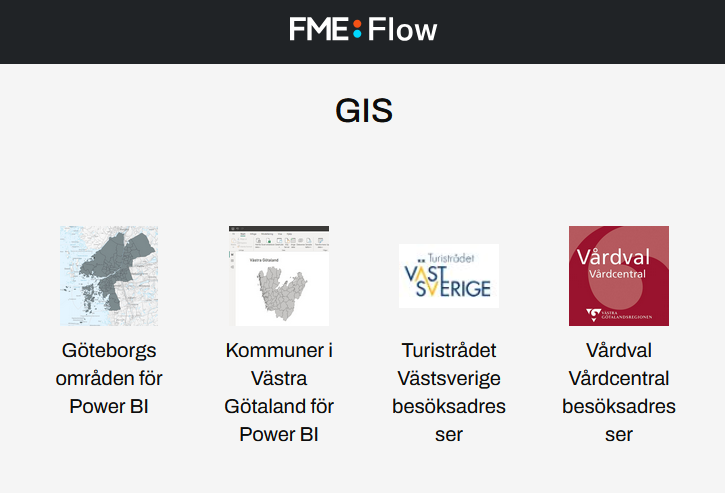 FME Flow
GIS
Västra Götaland
Turistrådet
VÄST
SVERIGE
Vårdval
Vårdcentral
VÄSTRA
GÖTALANDSREGIONEN
Göteborgs
områden för
Power BI
Kommuner i
Västra
Götaland för
Power BI
Turistrådet
Västsverige
besöksadres
ser
Vårdval
Vårdcentral
besöksadres
ser